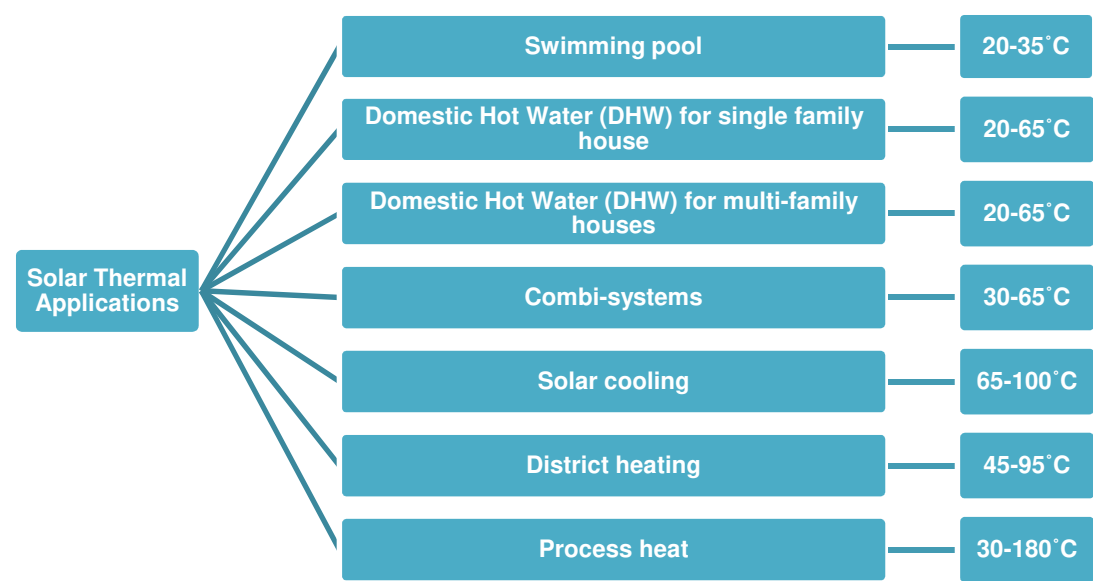 Swimming pool
20-35˚C
Domestic Hot Water (DHW) for single family
house
20-65˚C
Domestic Hot Water (DHW) for multi-family
houses
20-65˚C
Solar Thermal
Applications
Combi-systems
30-65˚C
Solar cooling
65-100˚C
District heating
45-95˚C
Process heat
30-180˚C